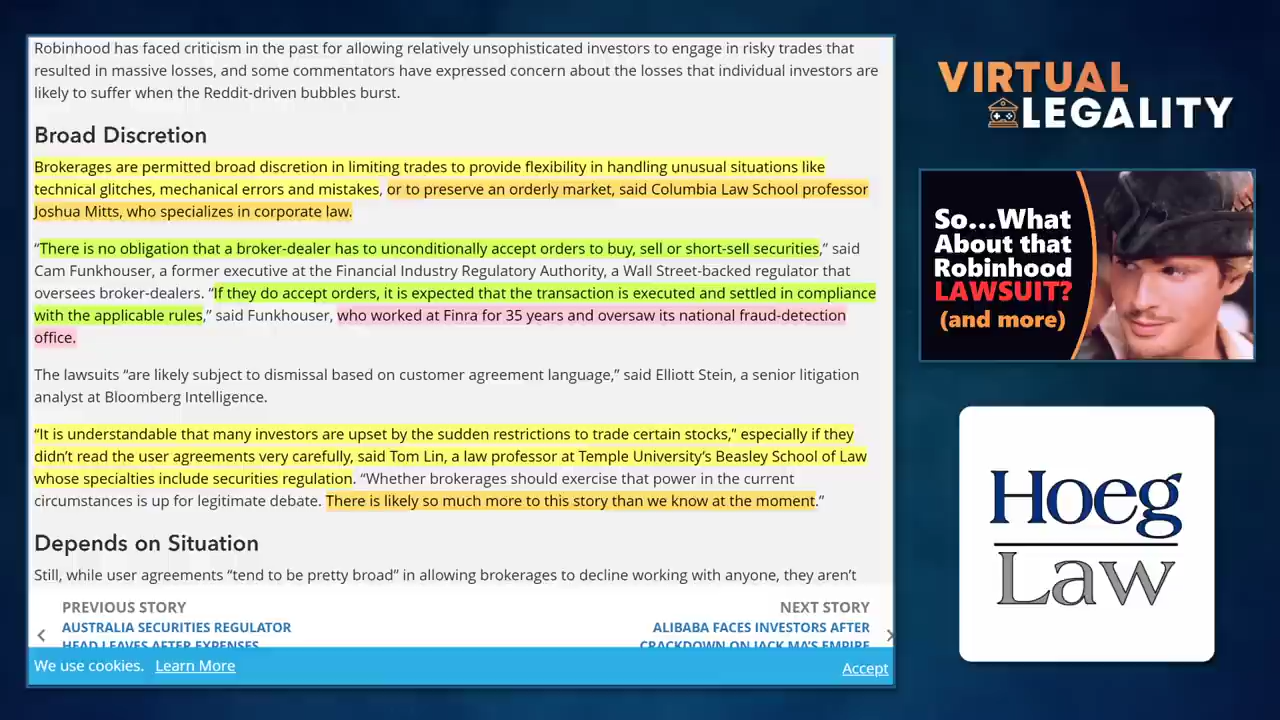 Robinhood has faced criticism in the past for allowing relatively unsophisticated investors to engage in risky trades that
resulted in massive losses, and some commentators have expressed concern about the losses that individual investors are
likely to suffer when the Reddit-driven bubbles burst.
Broad Discretion
Brokerages are permitted broad discretion in limiting trades to provide flexibility in handling unusual situations like
technical glitches, mechanical errors and mistakes, or to preserve an orderly market, said Columbia Law School professor
Joshua Mitts, who specializes in corporate law.
“There is no obligation that a broker-dealer has to unconditionally accept orders to buy, sell or short-sell securities,” said
Cam Funkhouser, a former executive at the Financial Industry Regulatory Authority, a Wall Street-backed regulator that
oversees broker-dealers. “If they do accept orders, it is expected that the transaction is executed and settled in compliance
with the applicable rules,” said Funkhouser, who worked at Finra for 35 years and oversaw its national fraud-detection
office.
The lawsuits “are likely subject to dismissal based on customer agreement language,” said Elliott Stein, a senior litigation
analyst at Bloomberg Intelligence.
“It is understandable that many investors are upset by the sudden restrictions to trade certain stocks,” especially if they
didn’t read the user agreements very carefully, said Tom Lin, a law professor at Temple University’s Beasley School of Law
whose specialties include securities regulation. “Whether brokerages should exercise that power in the current
circumstances is up for legitimate debate. There is likely so much more to this story than we know at the moment.”
Depends on Situation
Still, while user agreements “tend to be pretty broad” in allowing brokerages to decline working with anyone, they aren’t
PREVIOUS STORY
AUSTRALIA SECURITIES REGULATOR
HEAD LEAVES AFTER EXPENSES
NEXT STORY
ALIBABA FACES INVESTORS AFTER
CRACKDOWN ON JACK MA'S EMPIRE
We use cookies. Learn More
Accept
VIRTUAL
LEGALITY
So...What
About that
Robinhood
LAWSUIT?
(and more)
Hoeg
Law